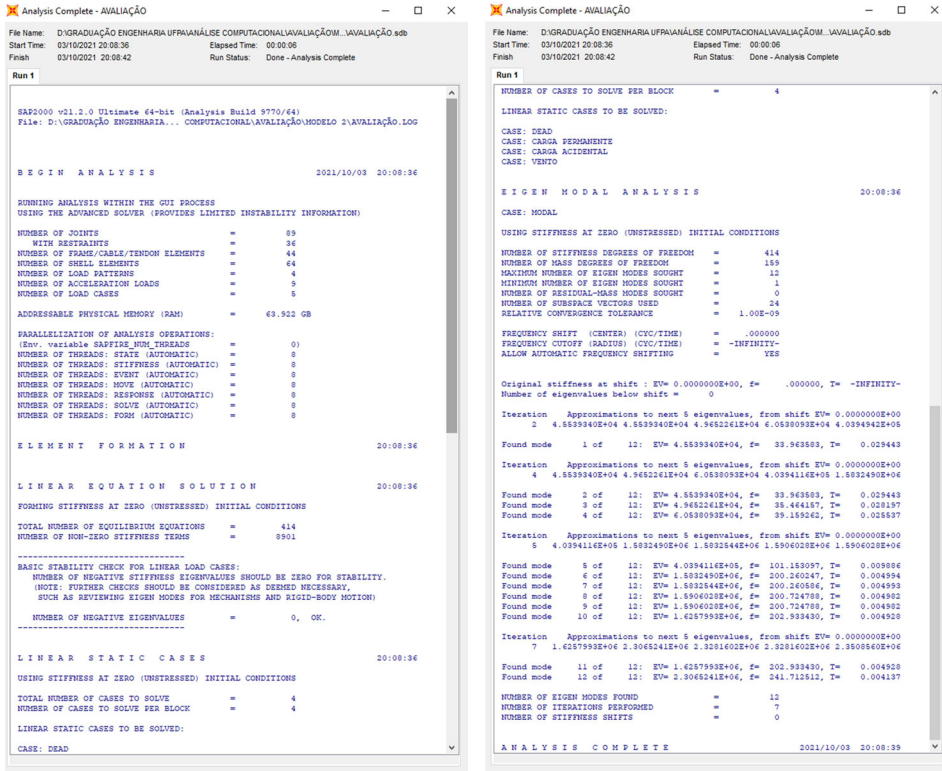 Analysis Complete - AVALIAÇÃO
File Name: D:\GRADUAÇÃO ENGENHARIA UFPA\ANÁLISE COMPUTACIONAL\AVALIAÇÃO\M...\AVALIAÇÃO.sdb
Start Time: 03/10/2021 20:08:36 Elapsed Time: 00:00:06
Finish 03/10/2021 20:08:42 Run Status: Done - Analysis Complete
Run 1
SAP2000 v21.2.0 Ultimate 64-bit (Analysis Build 9770/64)
File: D:\GRADUAÇÃO ENGENHARIA... COMPUTACIONAL\AVALIAÇÃO\MODELO 2\AVALIAÇÃO.LOG
B E G I N   A N A L Y S I S 2021/10/03 20:08:36
RUNNING ANALYSIS WITHIN THE GUI PROCESS
USING THE ADVANCED SOLVER (PROVIDES LIMITED INSTABILITY INFORMATION)
NUMBER OF JOINTS = 89
WITH RESTRAINTS = 36
NUMBER OF FRAME/CABLE/TENDON ELEMENTS = 44
NUMBER OF SHELL ELEMENTS = 64
NUMBER OF LOAD PATTERNS = 4
NUMBER OF ACCELERATION LOADS = 9
NUMBER OF LOAD CASES = 5
ADDRESSABLE PHYSICAL MEMORY (RAM) = 63.922 GB
PARALLELIZATION OF ANALYSIS OPERATIONS:
(Env. variable SAPFIRE_NUM_THREADS = 0)
NUMBER OF THREADS: STATE (AUTOMATIC) = 8
NUMBER OF THREADS: STIFFNESS (AUTOMATIC) = 8
NUMBER OF THREADS: EVENT (AUTOMATIC) = 8
NUMBER OF THREADS: MOVE (AUTOMATIC) = 8
NUMBER OF THREADS: RESPONSE (AUTOMATIC) = 8
NUMBER OF THREADS: SOLVE (AUTOMATIC) = 8
NUMBER OF THREADS: FORM (AUTOMATIC) = 8
E L E M E N T   F O R M A T I O N 20:08:36
L I N E A R   E Q U A T I O N   S O L U T I O N 20:08:36
FORMING STIFFNESS AT ZERO (UNSTRESSED) INITIAL CONDITIONS
TOTAL NUMBER OF EQUILIBRIUM EQUATIONS = 414
NUMBER OF NON-ZERO STIFFNESS TERMS = 8901
---------------------------------
BASIC STABILITY CHECK FOR LINEAR LOAD CASES:
NUMBER OF NEGATIVE STIFFNESS EIGENVALUES SHOULD BE ZERO FOR STABILITY.
(NOTE: FURTHER CHECKS SHOULD BE CONSIDERED AS DEEMED NECESSARY,
SUCH AS REVIEWING EIGEN MODES FOR MECHANISMS AND RIGID-BODY MOTION)
NUMBER OF NEGATIVE EIGENVALUES = 0, OK.
---------------------------------
L I N E A R   S T A T I C   C A S E S 20:08:36
USING STIFFNESS AT ZERO (UNSTRESSED) INITIAL CONDITIONS
TOTAL NUMBER OF CASES TO SOLVE = 4
NUMBER OF CASES TO SOLVE PER BLOCK = 4
LINEAR STATIC CASES TO BE SOLVED:
CASE: DEAD
Analysis Complete - AVALIAÇÃO
File Name: D:\GRADUAÇÃO ENGENHARIA UFPA\ANÁLISE COMPUTACIONAL\AVALIAÇÃO\M...\AVALIAÇÃO.sdb
Start Time: 03/10/2021 20:08:36 Elapsed Time: 00:00:06
Finish 03/10/2021 20:08:42 Run Status: Done - Analysis Complete
Run 1
NUMBER OF CASES TO SOLVE PER BLOCK = 4
LINEAR STATIC CASES TO BE SOLVED:
CASE: DEAD
CASE: CARGA PERMANENTE
CASE: CARGA ACIDENTAL
CASE: VENTO
E I G E N   M O D A L   A N A L Y S I S 20:08:36
CASE: MODAL
USING STIFFNESS AT ZERO (UNSTRESSED) INITIAL CONDITIONS
NUMBER OF STIFFNESS DEGREES OF FREEDOM = 414
NUMBER OF MASS DEGREES OF FREEDOM = 159
MAXIMUM NUMBER OF EIGEN MODES SOUGHT = 12
MINIMUM NUMBER OF EIGEN MODES SOUGHT = 1
NUMBER OF RESIDUAL-MASS MODES SOUGHT = 0
NUMBER OF SUBSPACE VECTORS USED = 24
RELATIVE CONVERGENCE TOLERANCE = 1.00E-09
FREQUENCY SHIFT (CENTER) (CYC/TIME) = .000000
FREQUENCY CUTOFF (RADIUS) (CYC/TIME) = -INFINITY-
ALLOW AUTOMATIC FREQUENCY SHIFTING = YES
Original stiffness at shift : EV= 0.0000000E+00, f= .000000, T= -INFINITY-
Number of eigenvalues below shift = 0
Iteration Approximations to next 5 eigenvalues, from shift EV= 0.0000000E+00
2 4.5539340E+04 4.5539340E+04 4.9652261E+04 6.0538093E+04 4.0394942E+05
Found mode 1 of 12: EV= 4.5539340E+04, f= 33.963583, T= 0.029443
Iteration Approximations to next 5 eigenvalues, from shift EV= 0.0000000E+00
4 4.5539340E+04 4.9652261E+04 6.0538093E+04 4.0394116E+05 1.5832490E+06
Found mode 2 of 12: EV= 4.5539340E+04, f= 33.963583, T= 0.029443
Found mode 3 of 12: EV= 4.9652261E+04, f= 35.464157, T= 0.028197
Found mode 4 of 12: EV= 6.0538093E+04, f= 39.159262, T= 0.025537
Iteration Approximations to next 5 eigenvalues, from shift EV= 0.0000000E+00
5 4.0394116E+05 1.5832490E+06 1.5832544E+06 1.5906028E+06 1.5906028E+06
Found mode 5 of 12: EV= 4.0394116E+05, f= 101.153097, T= 0.009886
Found mode 6 of 12: EV= 1.5832490E+06, f= 200.260247, T= 0.004994
Found mode 7 of 12: EV= 1.5832544E+06, f= 200.260586, T= 0.004993
Found mode 8 of 12: EV= 1.5906028E+06, f= 200.724788, T= 0.004982
Found mode 9 of 12: EV= 1.5906028E+06, f= 200.724788, T= 0.004982
Found mode 10 of 12: EV= 1.6257993E+06, f= 202.933430, T= 0.004928
Iteration Approximations to next 5 eigenvalues, from shift EV= 0.0000000E+00
7 1.6257993E+06 2.3065241E+06 2.3281602E+06 2.3281602E+06 2.3508560E+06
Found mode 11 of 12: EV= 1.6257993E+06, f= 202.933430, T= 0.004928
Found mode 12 of 12: EV= 2.3065241E+06, f= 241.712512, T= 0.004137
NUMBER OF EIGEN MODES FOUND = 12
NUMBER OF ITERATIONS PERFORMED = 7
NUMBER OF STIFFNESS SHIFTS = 0
A N A L Y S I S   C O M P L E T E 2021/10/03 20:08:39